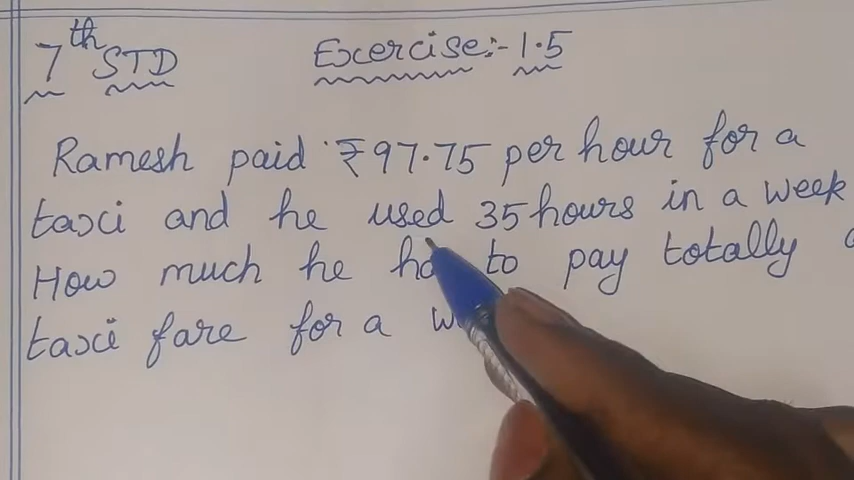 7th STD Exercise:- 1.5
Ramesh paid ₹97.75 per hour for a
taxi and he used 35 hours in a week
How much he to pay totally
taxi fare for a